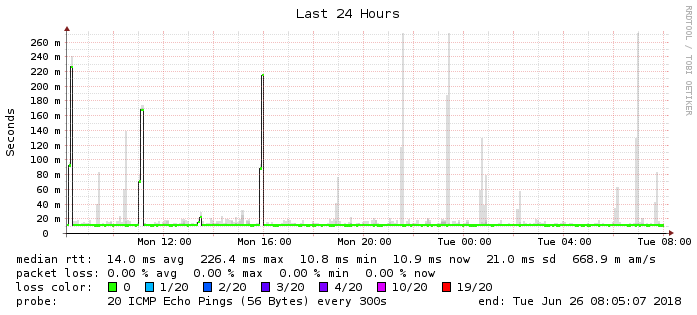 Last 24 Hours
RRDTOOL / TOBI OETIKER
Seconds
260 m
240 m
220 m
200 m
180 m
160 m
140 m
120 m
100 m
80 m
60 m
40 m
20 m
0
Mon 12:00 Mon 16:00 Mon 20:00 Tue 00:00 Tue 04:00 Tue 08:00
median rtt: 14.0 ms avg 226.4 ms max 10.8 ms min 10.9 ms now 21.0 ms sd 668.9 m am/s
packet loss: 0.00 % avg 0.00 % max 0.00 % min 0.00 % now
loss color: 0 1/20 2/20 3/20 4/20 10/20 19/20
probe: 20 ICMP Echo Pings (56 Bytes) every 300s end: Tue Jun 26 08:05:07 2018